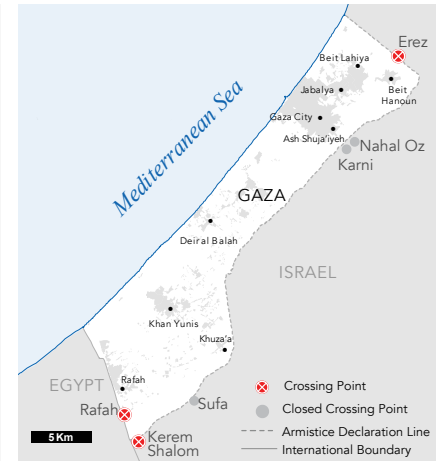 Erez
Beit Lahiya
Jabalya
Beit
Hanoun
Gaza City
Ash Shuja'iyeh
Nahal Oz
Karni
Mediterranean Sea
GAZA
Deir al Balah
ISRAEL
Khan Yunis
Khuza'a
EGYPT
Rafah
Rafah
Sufa
Kerem
Shalom
5 Km
Crossing Point
Closed Crossing Point
Armistice Declaration Line
International Boundary